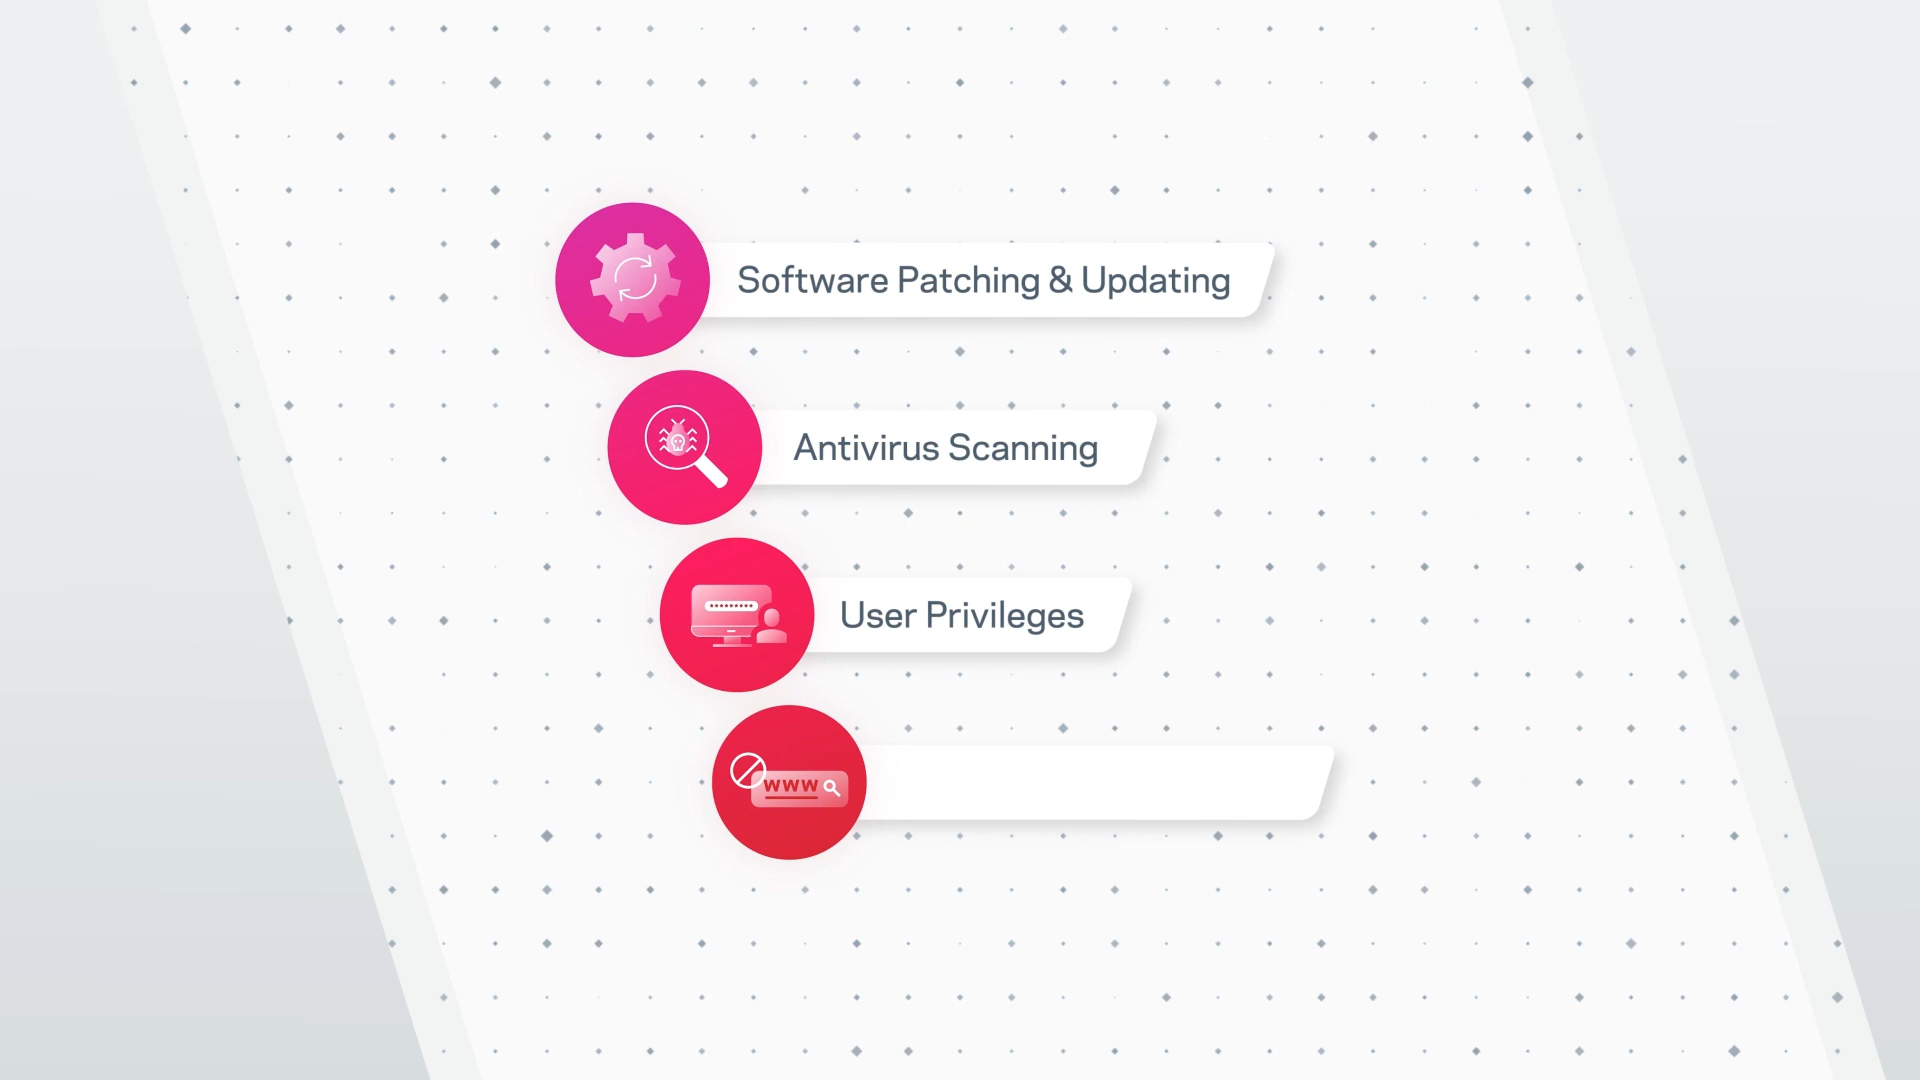 Software Patching & Updating
Antivirus Scanning
*********
User Privileges
www